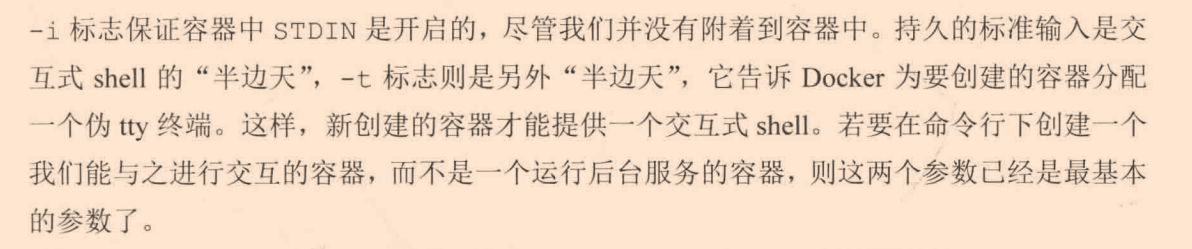 -i 标志保证容器中 STDIN 是开启的，尽管我们并没有附着到容器中。持久的标准输入是交
互式 shell 的“半边天”，-t 标志则是另外“半边天”，它告诉 Docker 为要创建的容器分配
一个伪 tty 终端。这样，新创建的容器才能提供一个交互式 shell。若要在命令行下创建一个
我们能与之进行交互的容器，而不是一个运行后台服务的容器，则这两个参数已经是最基本
的参数了。